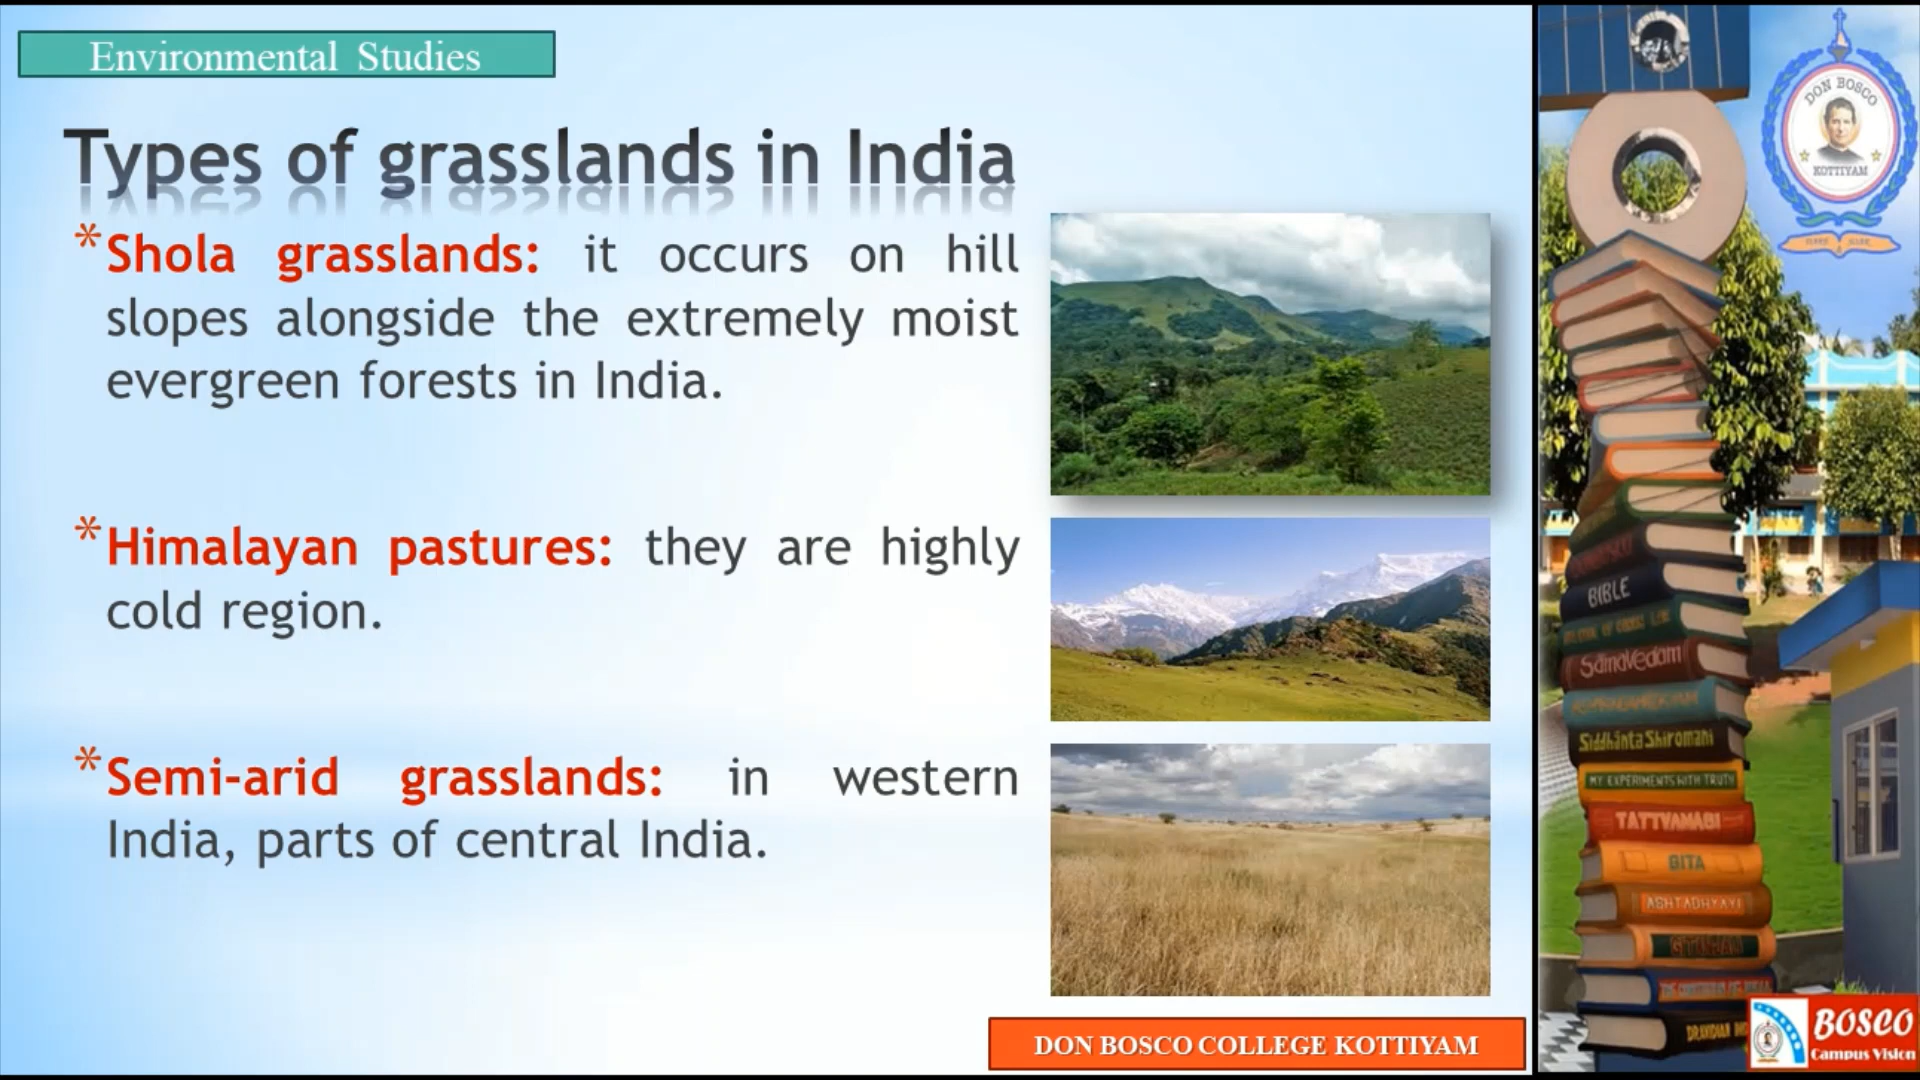 Environmental Studies
Types of grasslands in India
*Shola grasslands: it occurs on hill
slopes alongside the extremely moist
evergreen forests in India.
*Himalayan pastures: they are highly
cold region.
*Semi-arid grasslands: in western
India, parts of central India.
DON BOSCO COLLEGE KOTTIYAM
DON BOSCO
KOTTIYAM
BIBLE
SamaVedam
Siddhānta Shiromani
MY EXPERIMENTS WITH TRUTH
TATTVAMASI
GITA
ASHTADHYAYI
BOSCO
Campus Vision